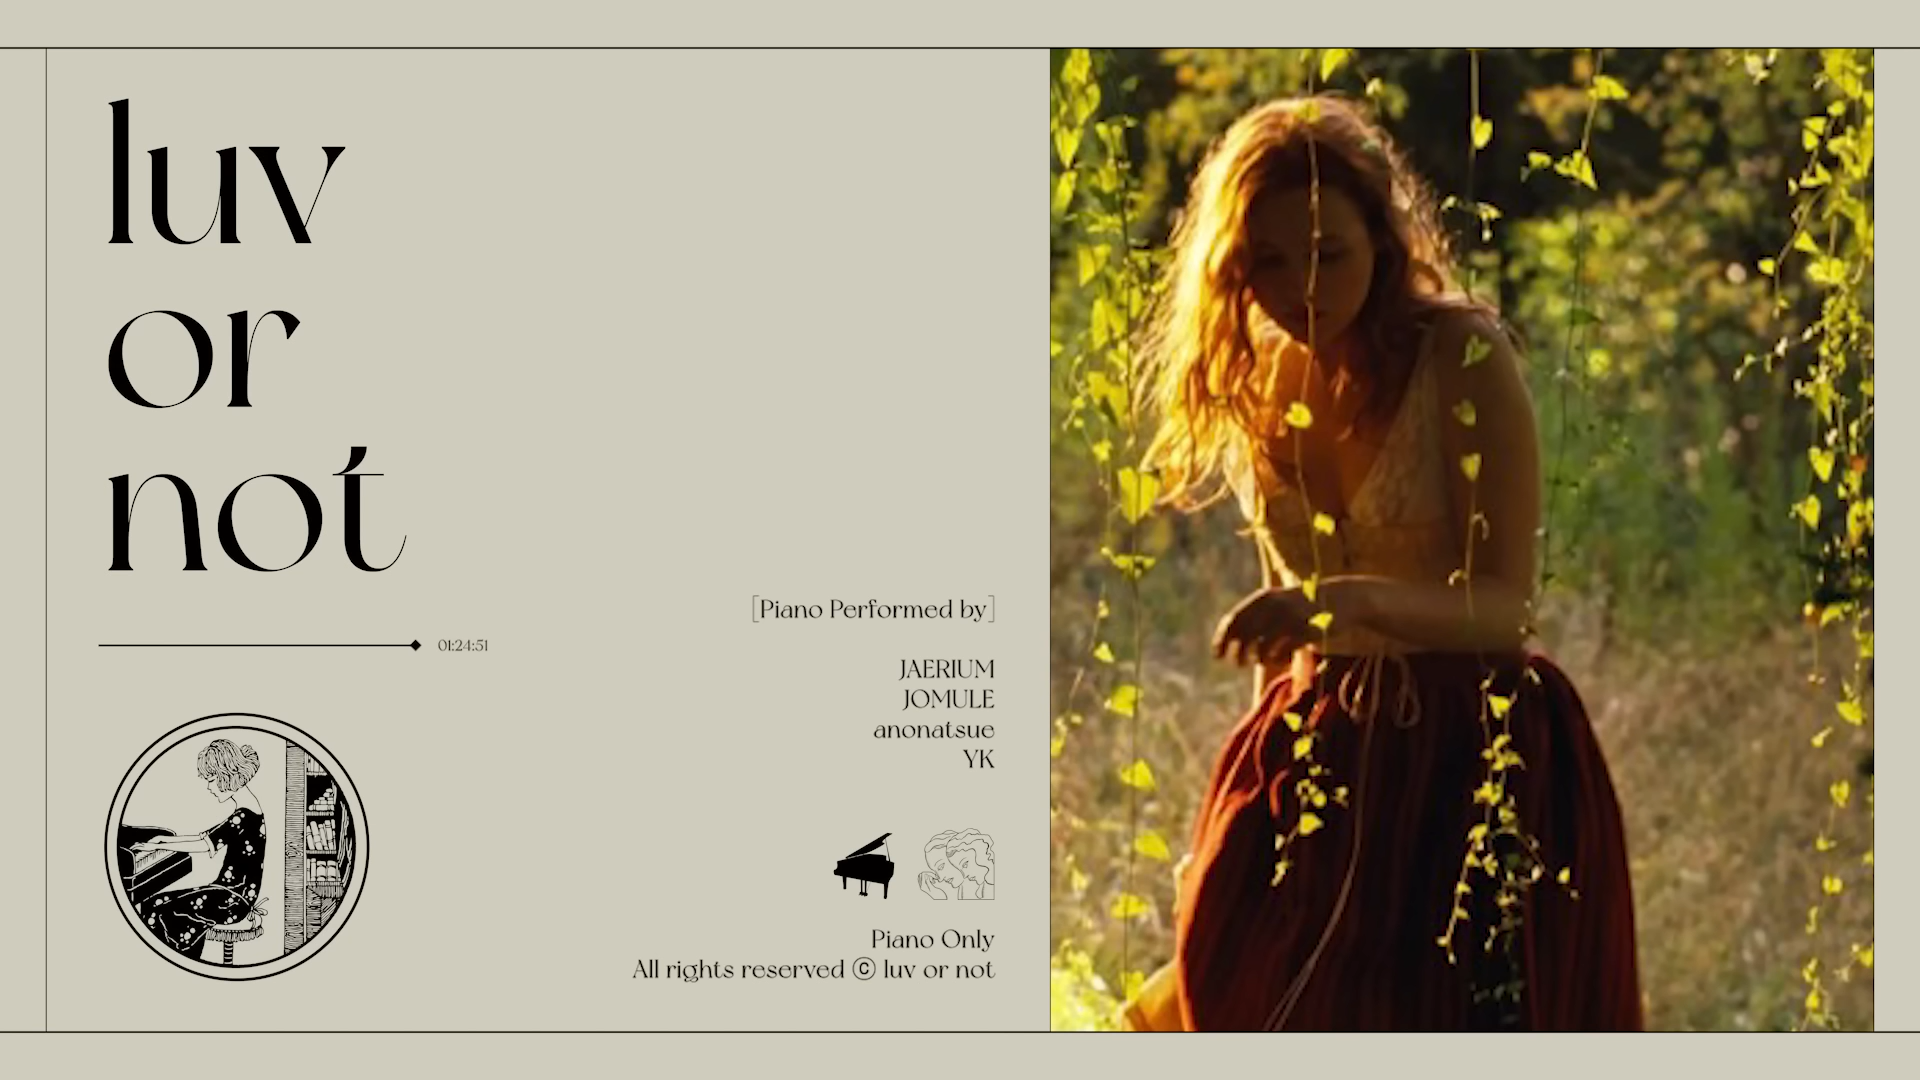 luv
or
not
01:24:51
[Piano Performed by]
JAERIUM
JOMULE
anonatsue
YK
Piano Only
All rights reserved ⓒ luv or not